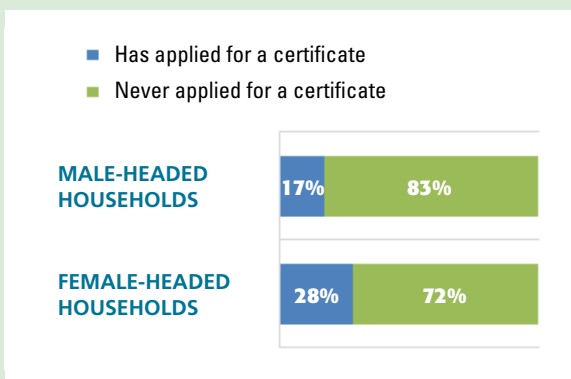 Has applied for a certificate
Never applied for a certificate
MALE-HEADED
HOUSEHOLDS
17% 83%
FEMALE-HEADED
HOUSEHOLDS
28% 72%